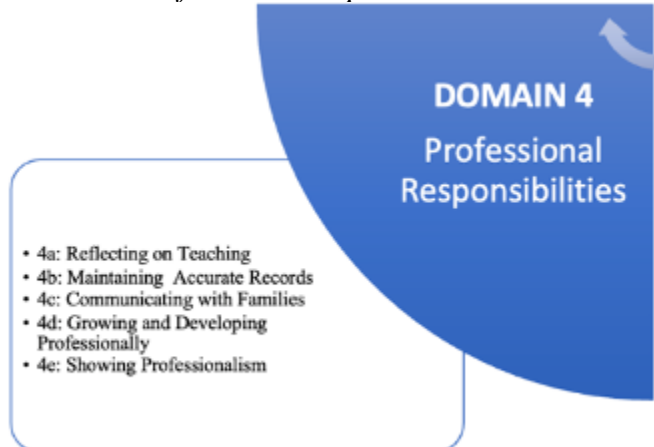 DOMAIN 4
Professional
Responsibilities
• 4a: Reflecting on Teaching
• 4b: Maintaining Accurate Records
• 4c: Communicating with Families
• 4d: Growing and Developing
Professionally
• 4e: Showing Professionalism